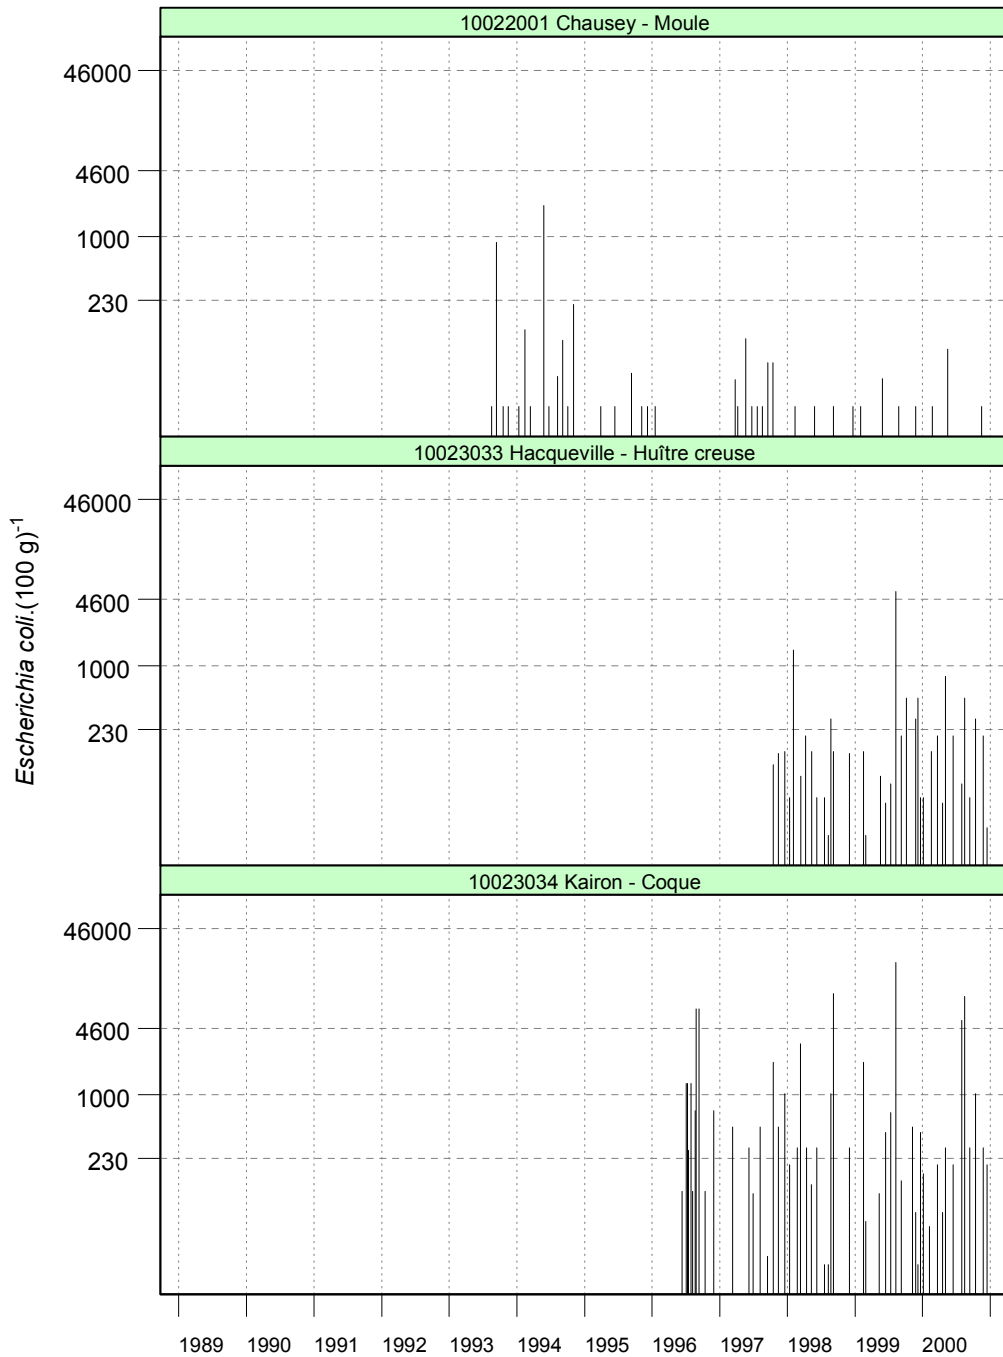 10022001 Chausey - Moule
46000
4600
1000
230
10023033 Hacqueville - Huître creuse
46000
4600
1000
230
Escherichia coli.(100 g)-1
10023034 Kairon - Coque
46000
4600
1000
230
1989 1990 1991 1992 1993 1994 1995 1996 1997 1998 1999 2000